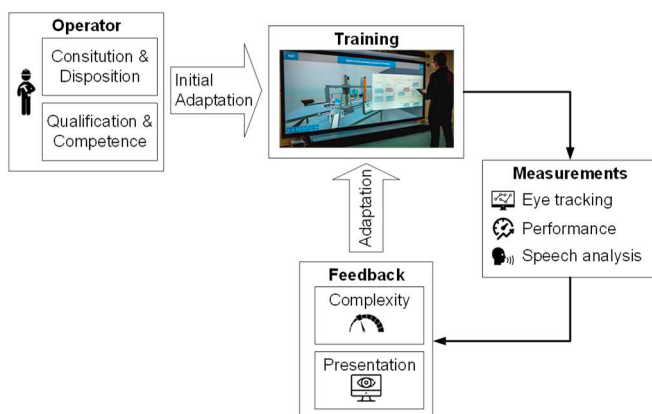 Operator
Consitution &
Disposition
Qualification &
Competence
Initial
Adaptation
Training
Measurements
Eye tracking
Performance
Speech analysis
Adaptation
Feedback
Complexity
Presentation